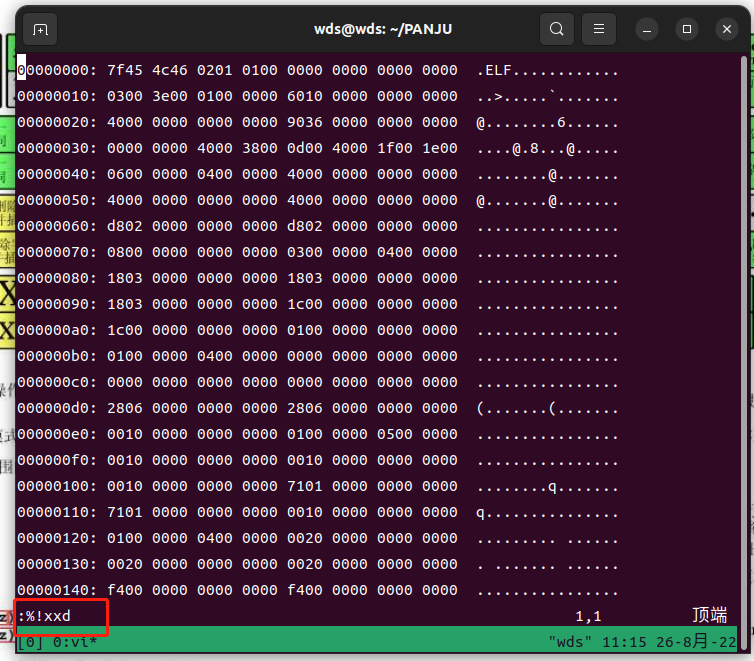 wds@wds: ~/PANJU
00000000: 7f45 4c46 0201 0100 0000 0000 0000 0000  .ELF............
00000010: 0300 3e00 0100 0000 6010 0000 0000 0000  ..>.....`.......
00000020: 4000 0000 0000 0000 9036 0000 0000 0000  @........6......
00000030: 0000 0000 4000 3800 0d00 4000 1f00 1e00  ....@.8...@.....
00000040: 0600 0000 0400 0000 4000 0000 0000 0000  ........@.......
00000050: 4000 0000 0000 0000 4000 0000 0000 0000  @.......@.......
00000060: d802 0000 0000 0000 d802 0000 0000 0000  ................
00000070: 0800 0000 0000 0000 0300 0000 0400 0000  ................
00000080: 1803 0000 0000 0000 1803 0000 0000 0000  ................
00000090: 1803 0000 0000 0000 1c00 0000 0000 0000  ................
000000a0: 1c00 0000 0000 0000 0100 0000 0000 0000  ................
000000b0: 0100 0000 0400 0000 0000 0000 0000 0000  ................
000000c0: 0000 0000 0000 0000 0000 0000 0000 0000  ................
000000d0: 2806 0000 0000 0000 2806 0000 0000 0000  (.......(.......
000000e0: 0010 0000 0000 0000 0100 0000 0500 0000  ................
000000f0: 0010 0000 0000 0000 0010 0000 0000 0000  ................
00000100: 0010 0000 0000 0000 7101 0000 0000 0000  ........q.......
00000110: 7101 0000 0000 0000 0010 0000 0000 0000  q...............
00000120: 0100 0000 0400 0000 0020 0000 0000 0000  ......... ......
00000130: 0020 0000 0000 0000 0020 0000 0000 0000  . ....... ......
00000140: f400 0000 0000 0000 f400 0000 0000 0000  ................
:%!xxd 1,1 顶端
[0] 0:vi* "wds" 11:15 26-8月-22